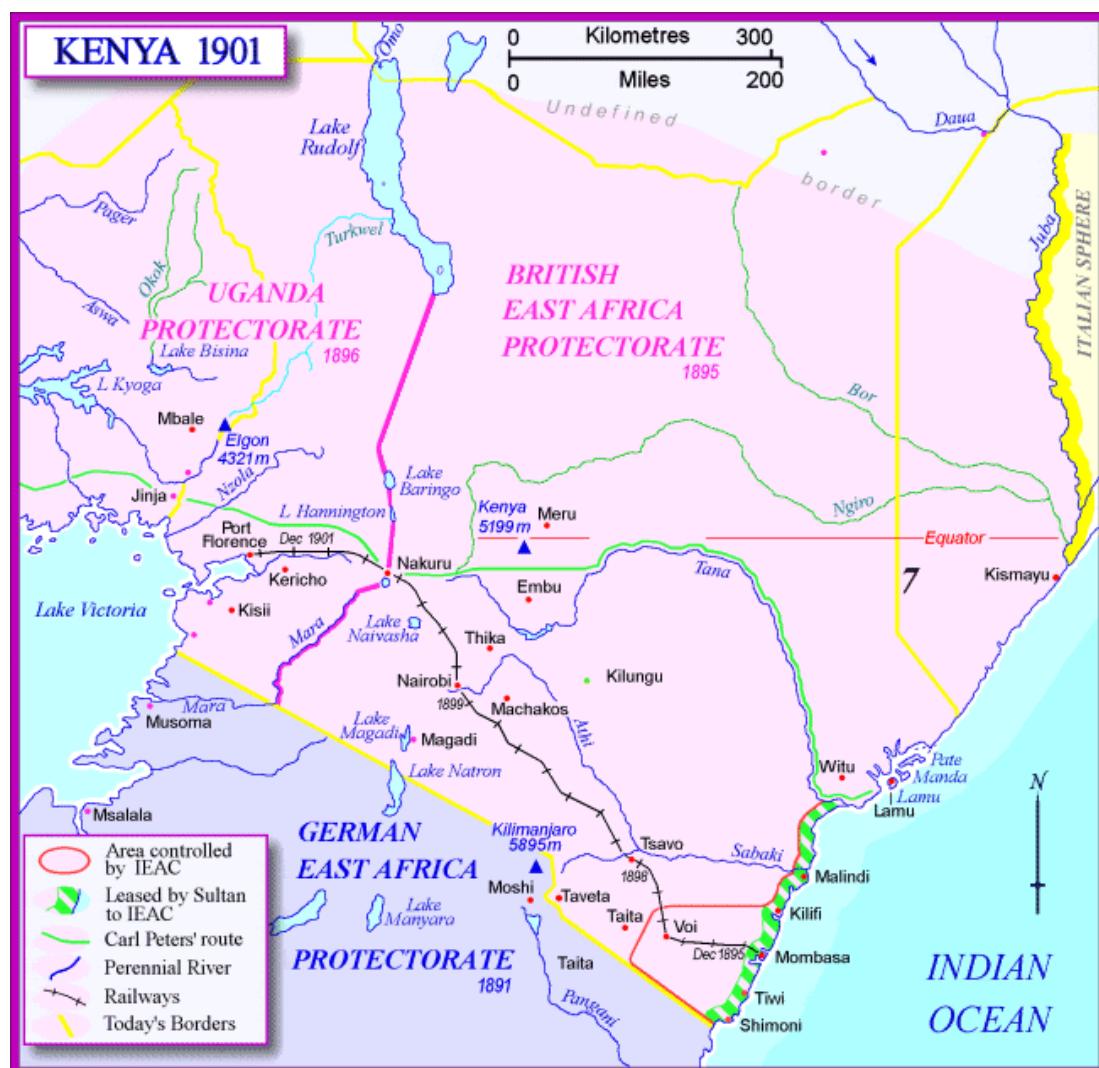 KENYA 1901
0 Kilometres 300
0 Miles 200
Omo
Lake
Rudolf
Undefined
border
Daua
Juba
ITALIAN SPHERE
Pager
Okok
Aswa
Turkwel
UGANDA
PROTECTORATE
1896
BRITISH
EAST AFRICA
PROTECTORATE
1895
Lake Bisina
L Kyoga
Mbale
Elgon
4321m
Bor
Nzola
Jinja
Lake
Baringo
L Hannington
Kenya
5199m
Meru
Ngiro
Equator
Port
Florence
Dec 1901
Nakuru
Kericho
Tana
7
Kismayu
Embu
Lake Victoria
Kisii
Mara
Lake
Naivasha
Thika
Nairobi
1899
Kilungu
Machakos
Athi
Mara
Musoma
Lake
Magadi
Magadi
Lake Natron
Witu
Pate
Manda
Lamu
Lamu
N
Msalala
GERMAN
EAST AFRICA
PROTECTORATE
1891
Kilimanjaro
5895m
Tsavo
1898
Sabaki
Malindi
Moshi
Taveta
Lake
Manyara
Taita
Voi
Kilifi
Dec 1895
Mombasa
Taita
Pangani
Tiwi
Shimoni
INDIAN
OCEAN
Area controlled
by IEAC
Leased by Sultan
to IEAC
Carl Peters' route
Perennial River
Railways
Today's Borders